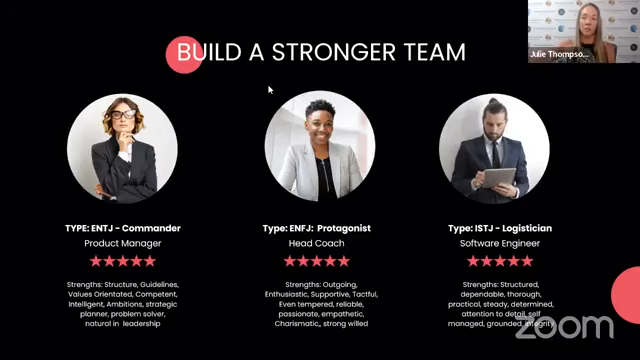 BUILD A STRONGER TEAM
Julie Thompso...
TYPE: ENTJ - Commander
Product Manager
Strengths: Structure, Guidelines,
Values Orientated, Competent,
Intelligent, Ambitions, strategic
planner, problem solver,
natural in leadership
Type: ENFJ: Protagonist
Head Coach
Strengths: Outgoing,
Enthusiastic, Supportive, Tactful,
Even tempered, reliable,
passionate, empathetic,
Charismatic,, strong willed
Type: ISTJ - Logistician
Software Engineer
Strengths: Structured,
dependable, thorough,
practical, steady, determined,
attention to detail, self
managed, grounded, integrity
zoom